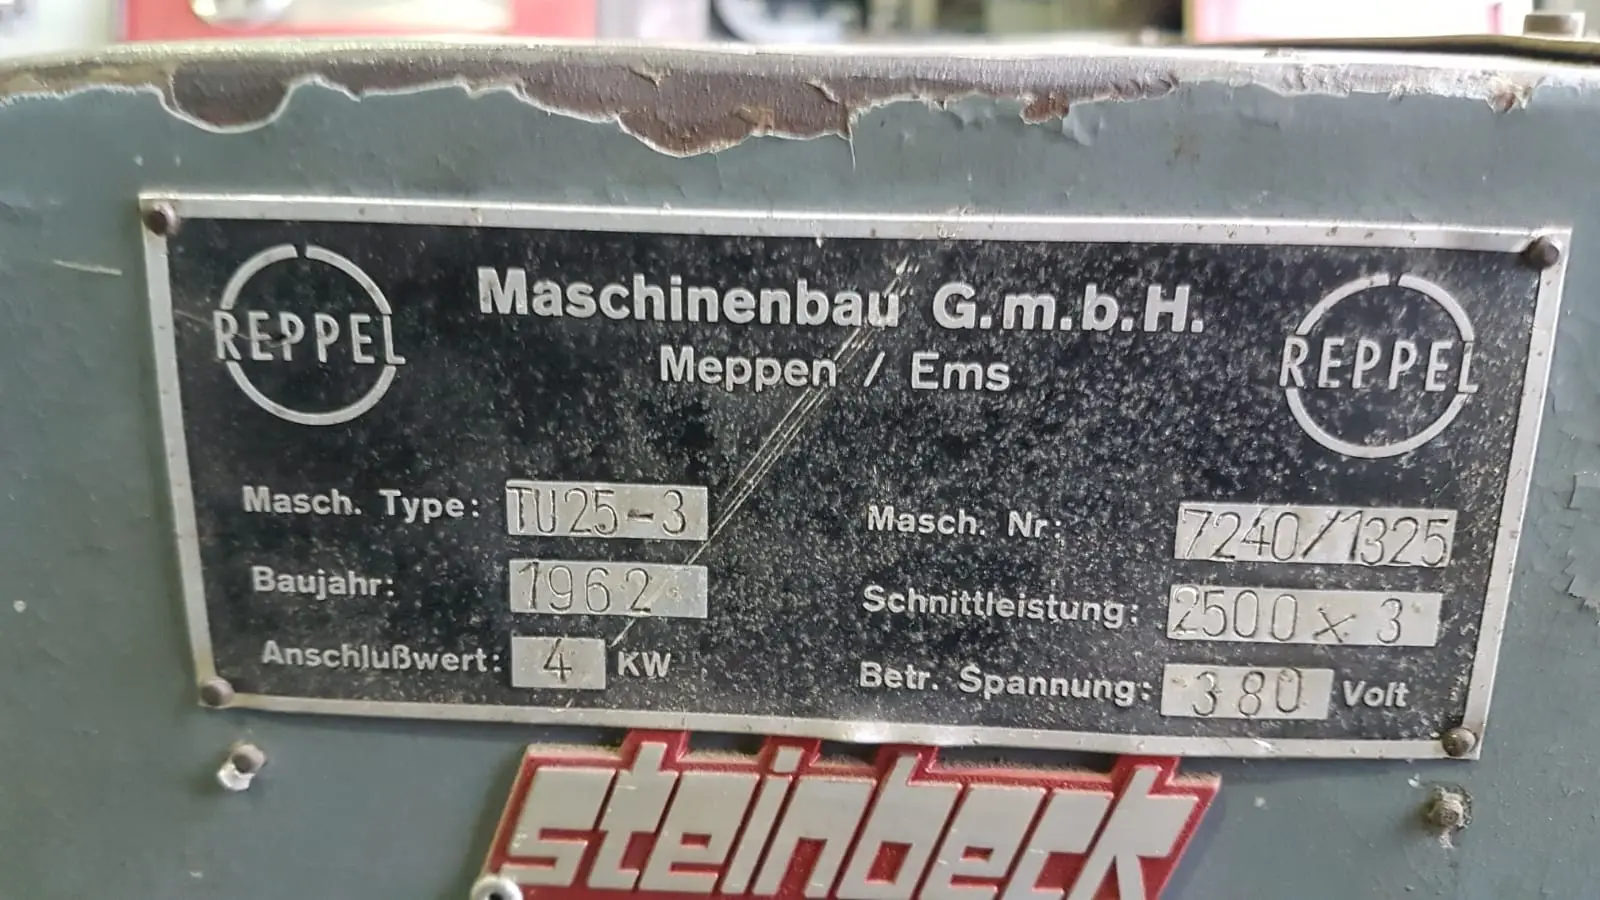 REPPEL
Maschinenbau G.m.b.H.
Meppen / Ems
REPPEL
Masch. Type: TU25-3
Masch. Nr: 7240/1325
Baujahr: 1962
Schnittleistung: 2500 x 3
Anschlußwert: 4 KW
Betr. Spannung: 380 Volt
steinbeck